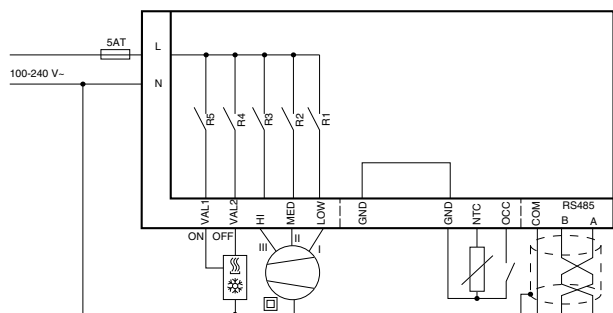 5AT
L
100-240 V~
N
R5
R4
R3
R2
R1
VAL1
VAL2
HI
MED
LOW
GND
GND
NTC
OCC
COM
RS485
B
A
ON
OFF
III
II
I